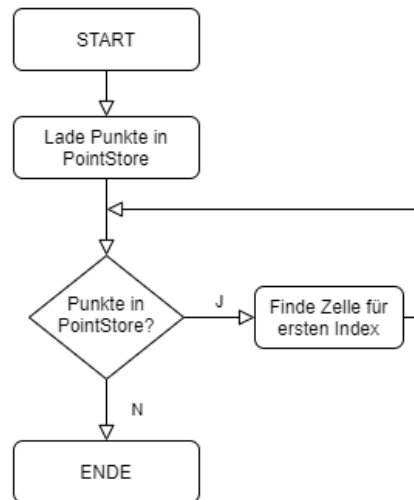 START
Lade Punkte in
PointStore
Punkte in
PointStore?
J
Finde Zelle für
ersten Index
N
ENDE